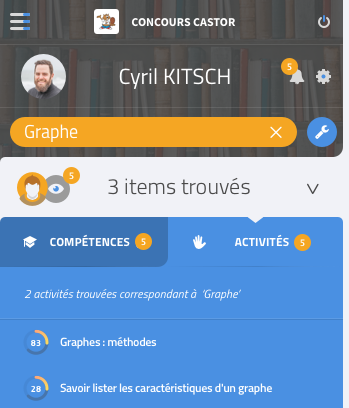 CONCOURS CASTOR
Cyril KITSCH
5
Graphe
5
3 items trouvés
COMPÉTENCES 5
ACTIVITÉS 5
2 activités trouvées correspondant à 'Graphe'
83 Graphes : méthodes
28 Savoir lister les caractéristiques d'un graphe